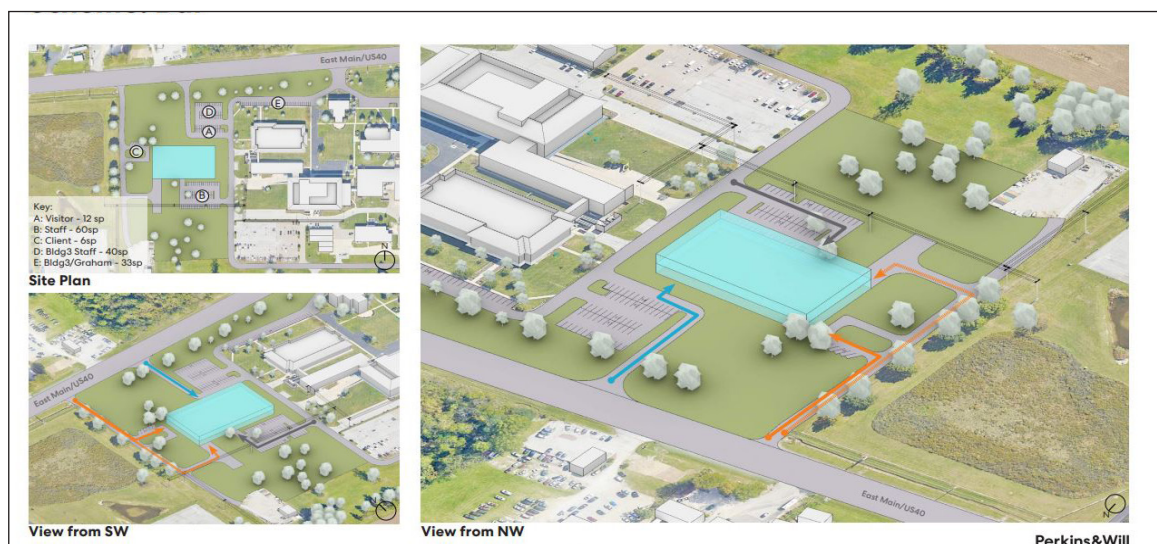 East Main/US40
E
D
A
C
B
Key:
A: Visitor - 12 sp
B: Staff - 60sp
C: Client - 6sp
D: Bldg3 Staff - 40sp
E: Bldg3/Graham - 33sp
N
Site Plan
East Main/US40
View from SW
East Main/US40
N
View from NW
Perkins&Will